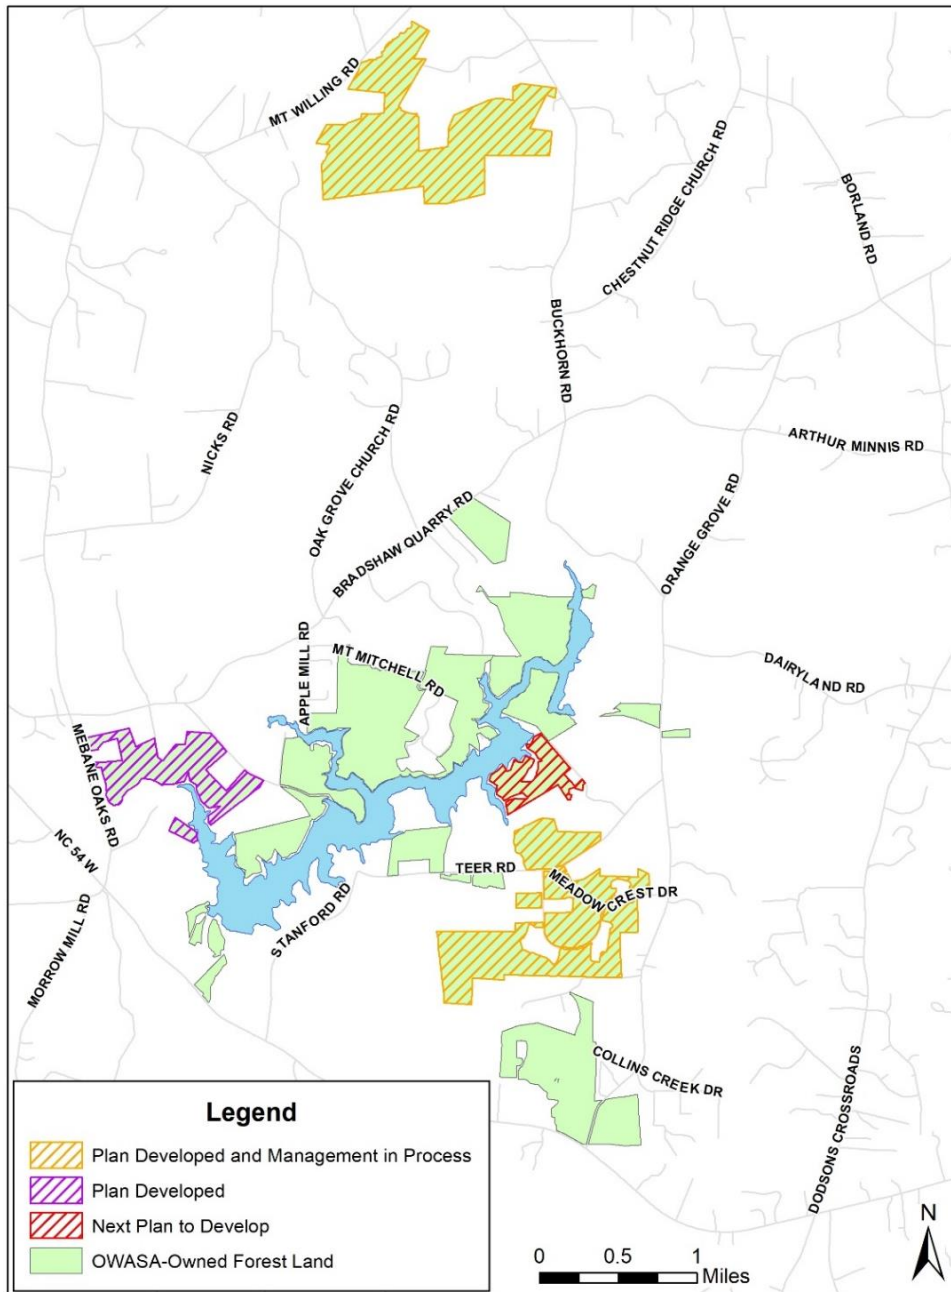 MT WILLING RD
CHESTNUT RIDGE CHURCH RD
BORLAND RD
BUCKHORN RD
NICKS RD
OAK GROVE CHURCH RD
ARTHUR MINNIS RD
BRADSHAW QUARRY RD
ORANGE GROVE RD
APPLE MILL RD
MT MITCHELL RD
DAIRYLAND RD
MEBANE OAKS RD
NC 54 W
TEER RD
MEADOW CREST DR
STANFORD RD
MORROW MILL RD
COLLINS CREEK DR
DODSONS CROSSROADS
Legend
Plan Developed and Management in Process
Plan Developed
Next Plan to Develop
OWASA-Owned Forest Land
0 0.5 1
Miles
N